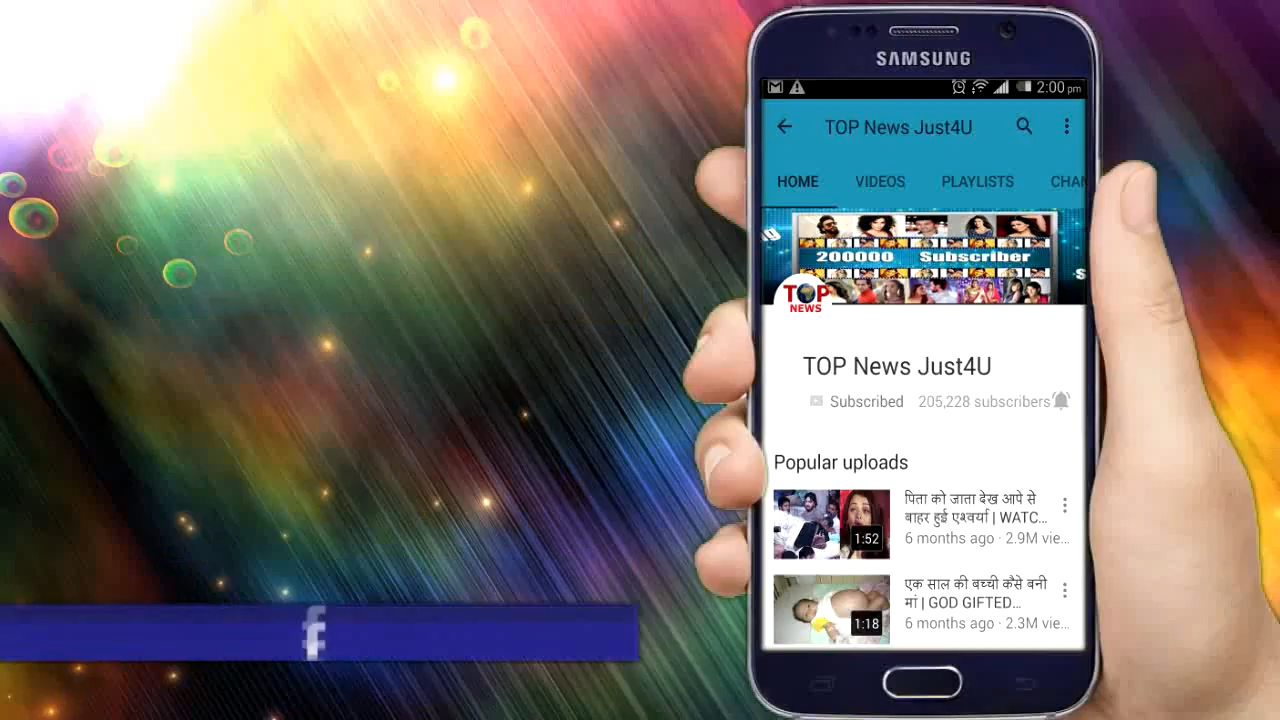 SAMSUNG
2:00 pm
TOP News Just4U
HOME VIDEOS PLAYLISTS CHAN
200000 Subscriber
TOP
NEWS
TOP News Just4U
Subscribed 205,228 subscribers
Popular uploads
पिता को जाता देख आपे से
बाहर हुई एश्वर्या | WATC...
6 months ago · 2.9M vie...
1:52
एक साल की बच्ची कैसे बनी
मां | GOD GIFTED...
6 months ago · 2.3M vie...
1:18
f